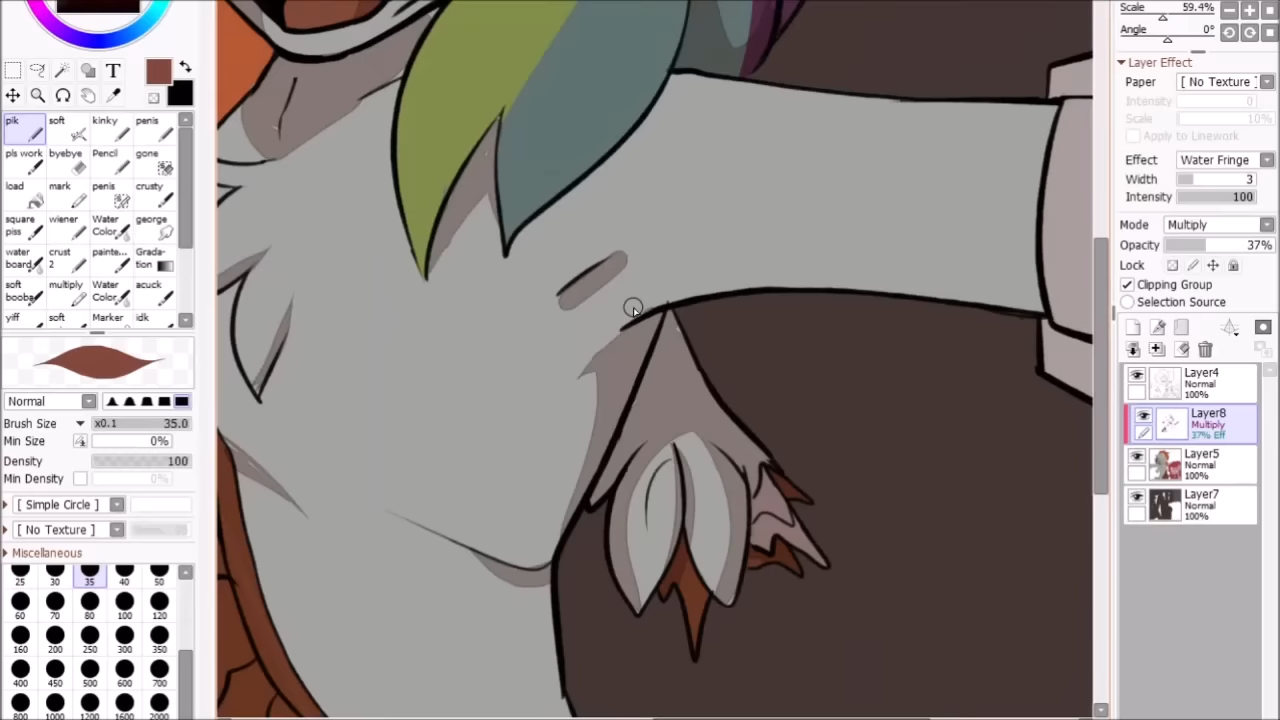 Scale 59.4%
Angle 0°
Layer Effect
Paper [ No Texture ]
Intensity 0
Scale 10%
Apply to Linework
Effect Water Fringe
Width 3
Intensity 100
Mode Multiply
Opacity 37%
Lock
Clipping Group
Selection Source
Layer4
Normal
100%
Layer8
Multiply
37% Eff
Layer5
Normal
100%
Layer7
Normal
100%
T
pik soft kinky penis
pls work byebye Pencil gone
load mark penis crusty
square piss wiener Water Color george
water board crust 2 painte... Gradation
soft boobs multiply Water Color acuck
yiff soft Marker idk
Normal
Brush Size x0.1 35.0
Min Size 0%
Density 100
Min Density 0%
[ Simple Circle ]
[ No Texture ]
Miscellaneous
25 30 35 40 50
60 70 80 100 120
160 200 250 300 350
400 450 500 600 700
800 1000 1200 1600 2000